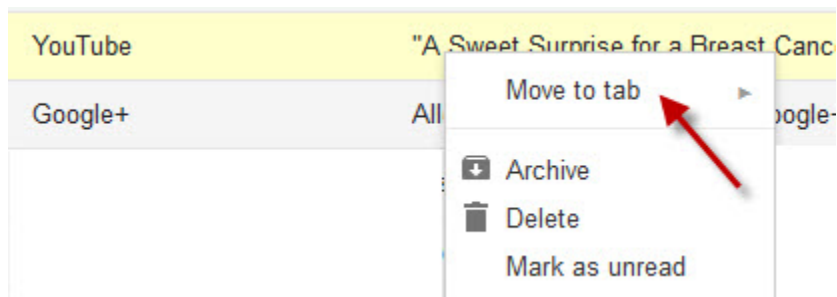 YouTube "A Sweet Surprise for a Breast Canc
Move to tab
Google+ All oogle+
Archive
Delete
Mark as unread